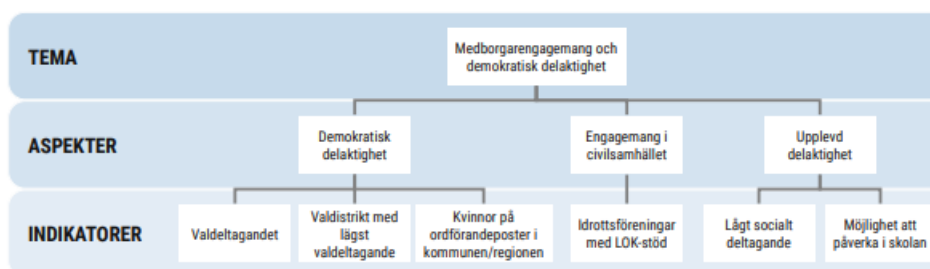 TEMA
Medborgarengagemang och
demokratisk delaktighet
ASPEKTER
Demokratisk
delaktighet
Engagemang i
civilsamhället
Upplevd
delaktighet
INDIKATORER
Valdeltagandet
Valdistrikt med
lägst
valdeltagande
Kvinnor på
ordförandeposter i
kommunen/regionen
Idrottsföreningar
med LOK-stöd
Lågt socialt
deltagande
Möjlighet att
påverka i skolan